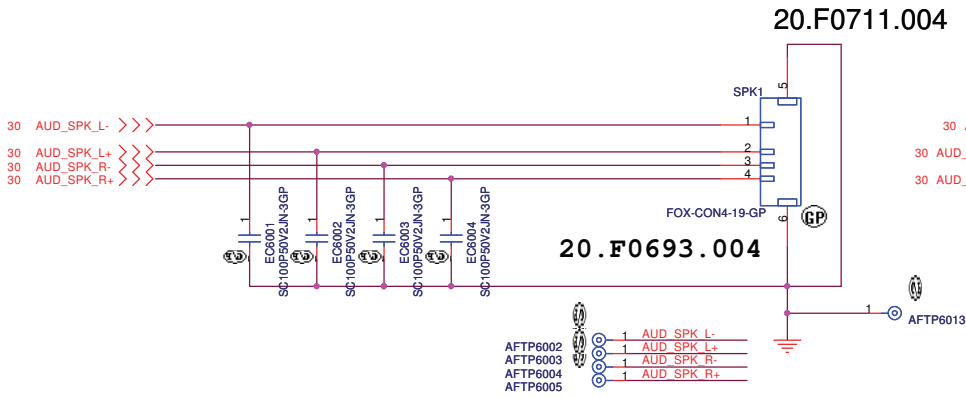 20.F0711.004
5
SPK1
30 AUD_SPK_L- 1
30 AUD_SPK_L+ 2
30 AUD_SPK_R- 3
30 AUD_SPK_R+ 4
30
30 AUD_
30 AUD_
FOX-CON4-19-GP
6
GP
1
EC6001
SC100P50V2JN-3GP
1
EC6002
SC100P50V2JN-3GP
1
EC6003
SC100P50V2JN-3GP
1
EC6004
SC100P50V2JN-3GP
20.F0693.004
1 AFTP6013
AFTP6002 1 AUD_SPK_L-
AFTP6003 1 AUD_SPK_L+
AFTP6004 1 AUD_SPK_R-
AFTP6005 1 AUD_SPK_R+